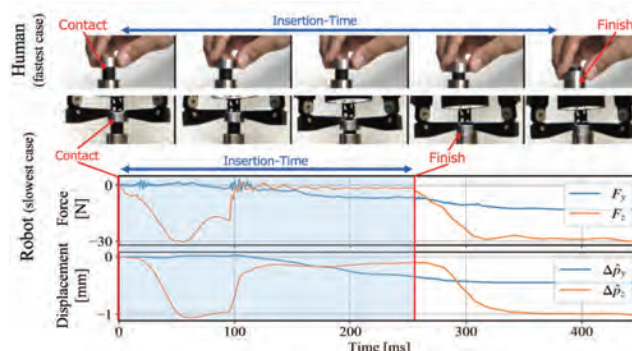 Insertion-Time
Human
(fastest case)
Contact
Finish
Contact
Insertion-Time
Finish
Robot (slowest case)
Force
[N]
0
−30
F_y
F_z
Displacement
[mm]
0
−1
Δp̂_y
Δp̂_z
0 100 200 300 400
Time [ms]